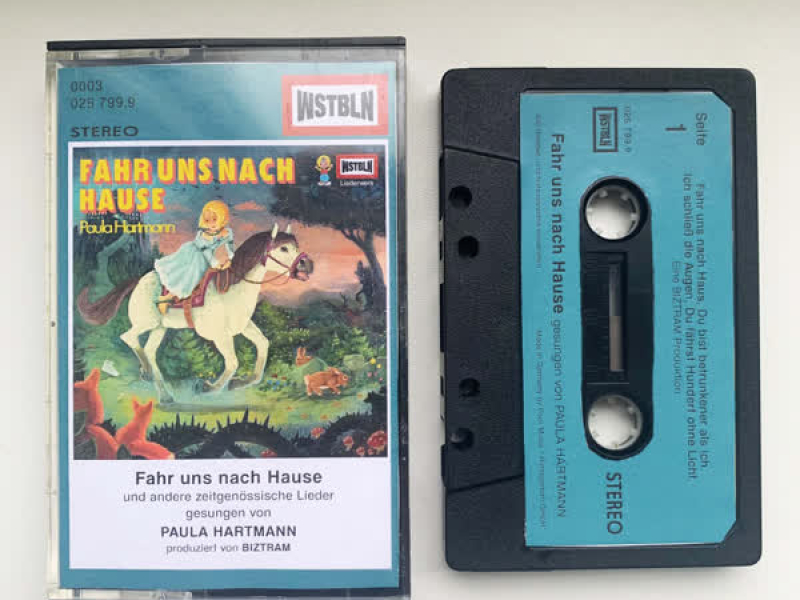 0003
025 799.9
STEREO
WSTBLN
FAHR UNS NACH
HAUSE
Paula Hartmann
WSTBLN
Liederwerk
Fahr uns nach Hause
und andere zeitgenössische Lieder
gesungen von
PAULA HARTMANN
produziert von BIZTRAM
Seite
1
Fahr uns nach Haus, Du bist betrunkener als ich.
Ich schließ die Augen, Du fährst Hundert ohne Licht.
Eine BIZTRAM Produktion
025 799.9
WSTBLN
Fahr uns nach Hause gesungen von PAULA HARTMANN
STEREO